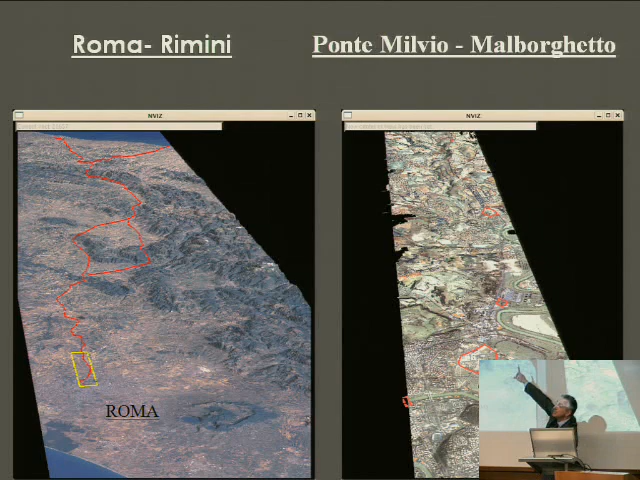 Roma- Rimini
Ponte Milvio - Malborghetto
NVIZ
NVIZ
ROMA